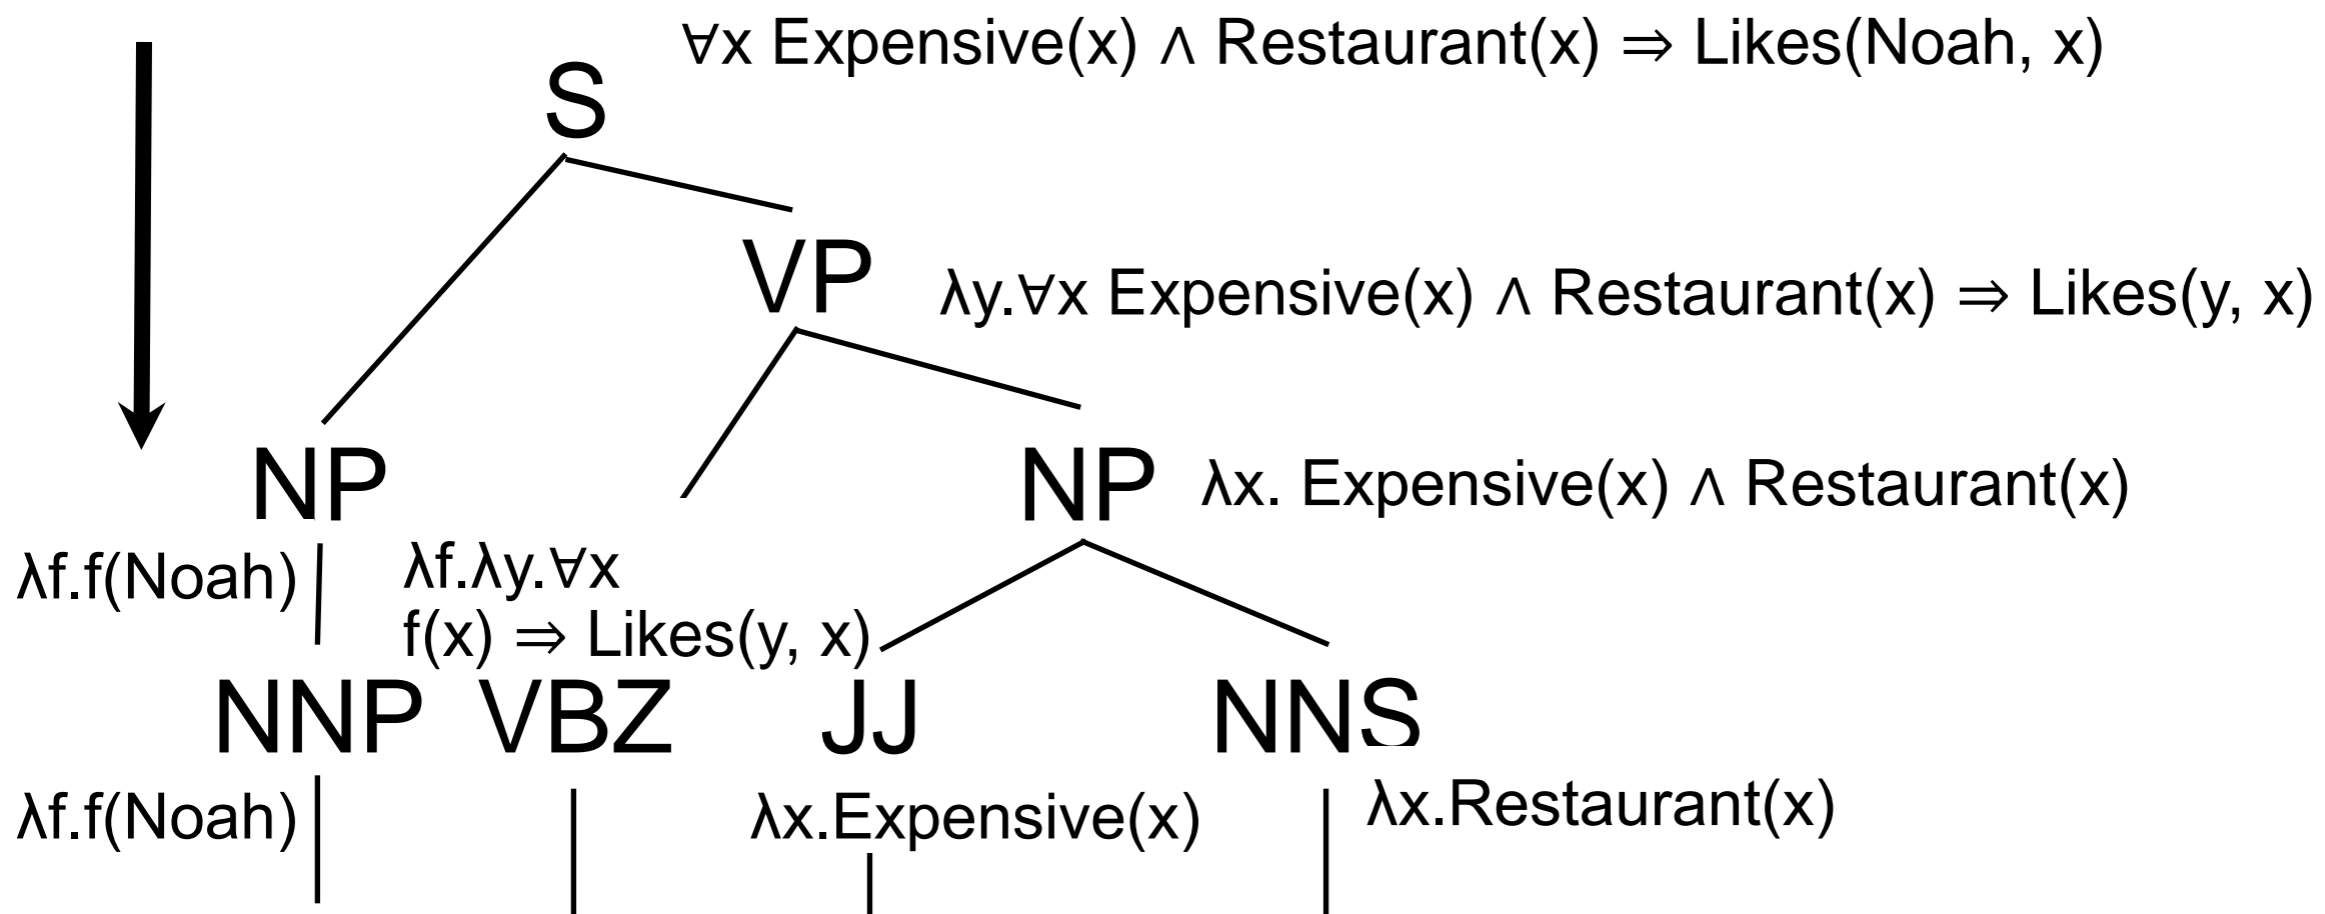 ∀x Expensive(x) ∧ Restaurant(x) ⇒ Likes(Noah, x)
S
VP
λy.∀x Expensive(x) ∧ Restaurant(x) ⇒ Likes(y, x)
NP
NP
λx. Expensive(x) ∧ Restaurant(x)
λf.f(Noah)
λf.λy.∀x
f(x) ⇒ Likes(y, x)
NNP
VBZ
JJ
NNS
λf.f(Noah)
λx.Expensive(x)
λx.Restaurant(x)